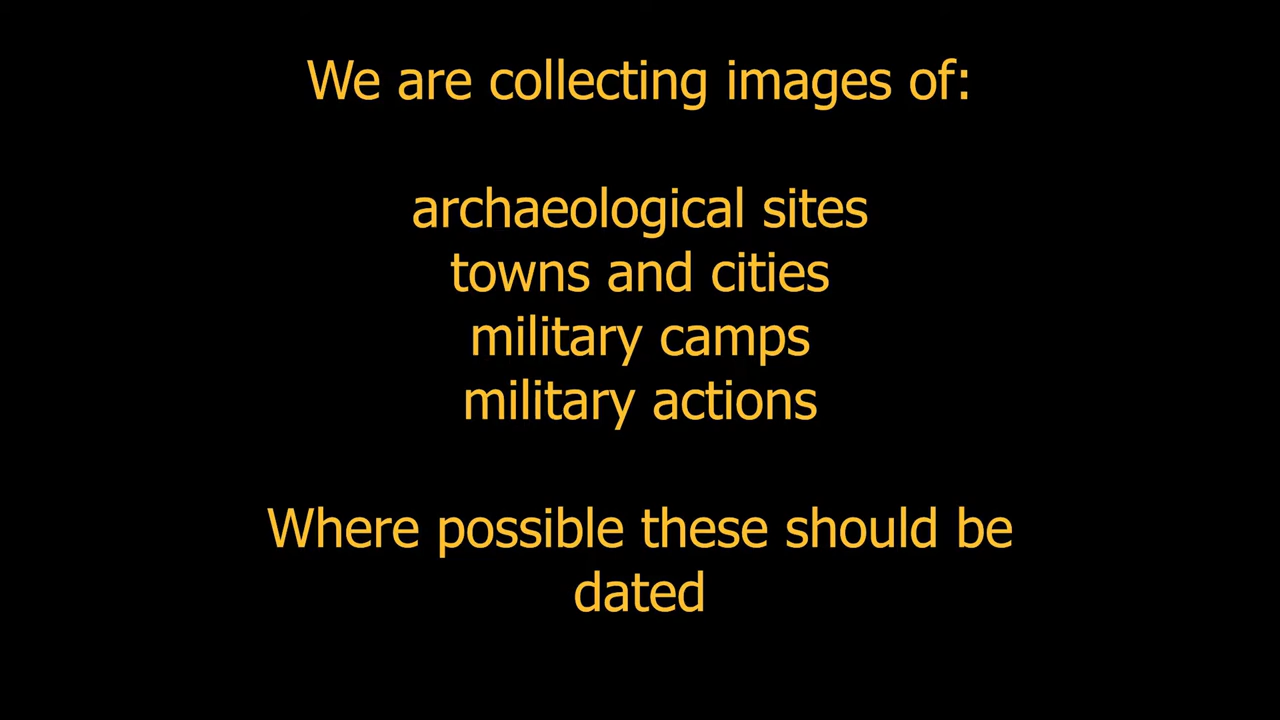 We are collecting images of:
archaeological sites
towns and cities
military camps
military actions
Where possible these should be
dated